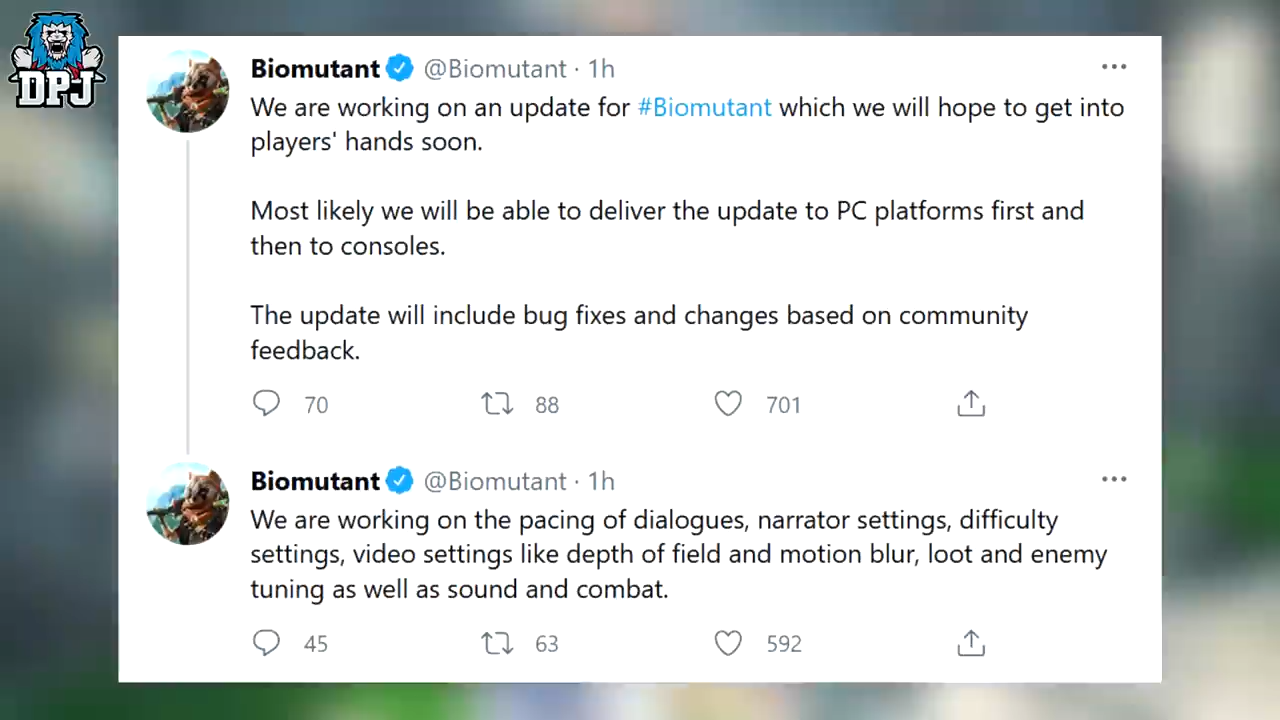 DPJ
Biomutant @Biomutant · 1h
We are working on an update for #Biomutant which we will hope to get into
players' hands soon.
Most likely we will be able to deliver the update to PC platforms first and
then to consoles.
The update will include bug fixes and changes based on community
feedback.
70 88 701
Biomutant @Biomutant · 1h
We are working on the pacing of dialogues, narrator settings, difficulty
settings, video settings like depth of field and motion blur, loot and enemy
tuning as well as sound and combat.
45 63 592